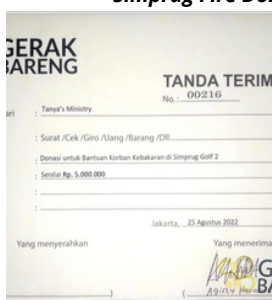 Simprug Fire Do
GERAK
BARENG
TANDA TERIM
No.: 00216
ari : Tanya's Ministry
: Surat /Cek /Giro /Uang /Barang /Dll
: Donasi untuk Bantuan Korban Kebakaran di Simprug Golf 2
: Senilai Rp. 5.000.000
:
:
Jakarta, 25 Agustus 2022
Yang menyerahkan
Yang menerima